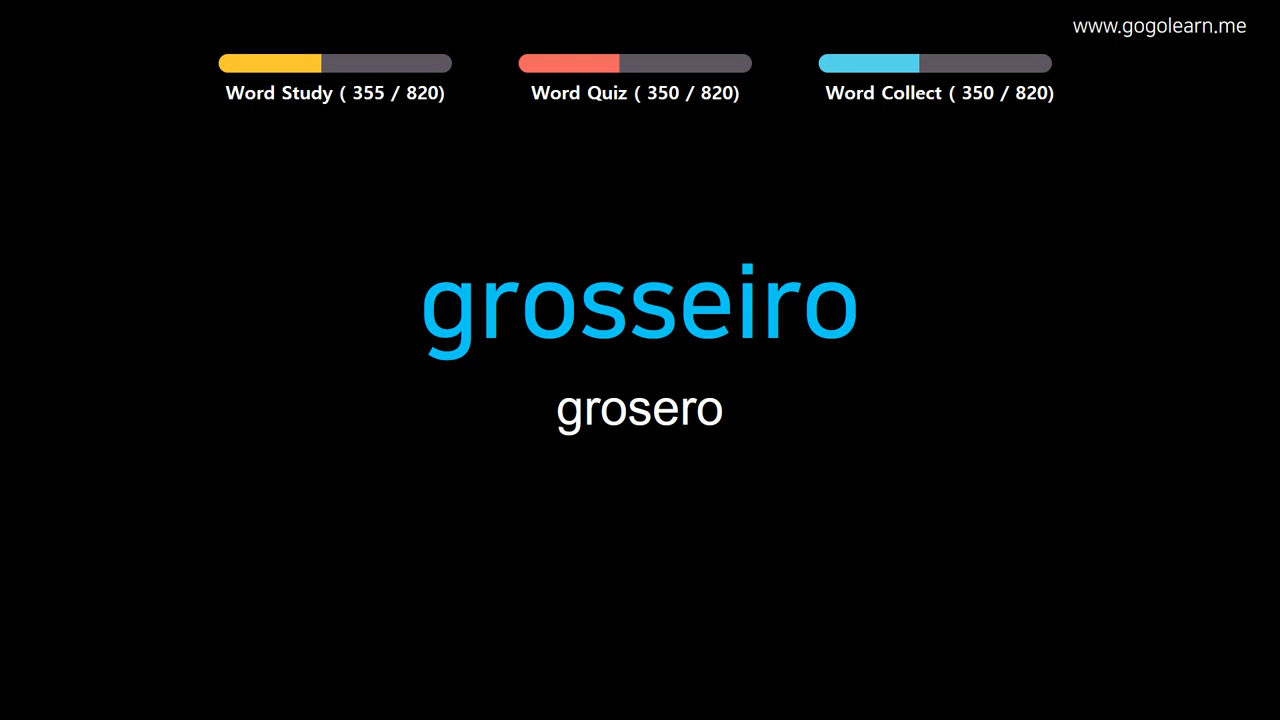 www.gogolearn.me
Word Study ( 355 / 820)
Word Quiz ( 350 / 820)
Word Collect ( 350 / 820)
grosseiro
grosero